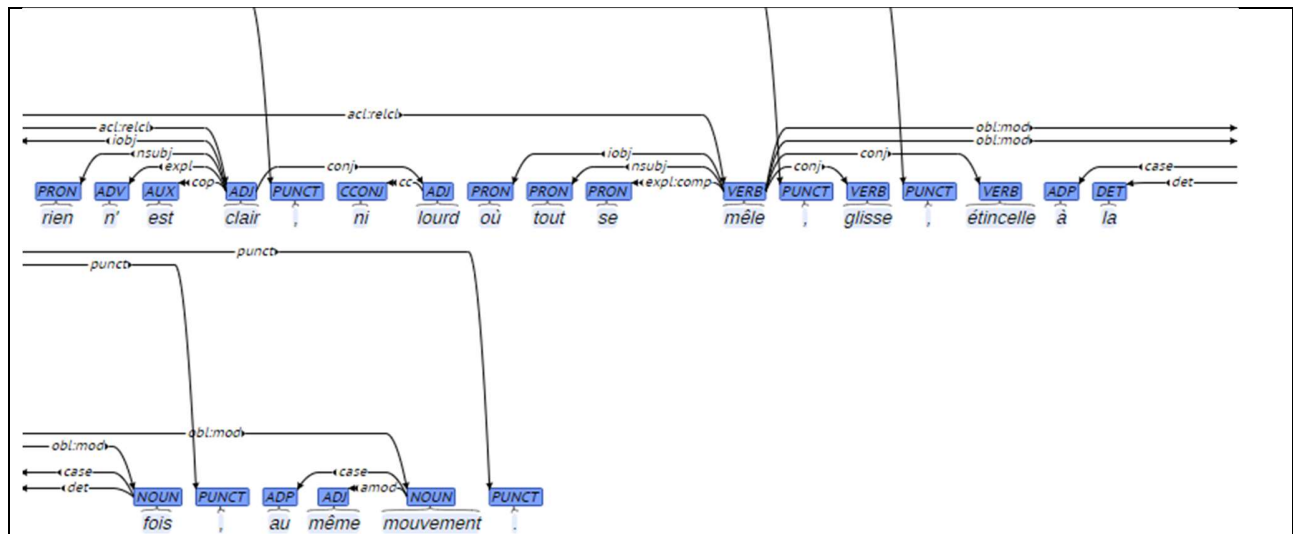 acl:relcl
acl:relcl
obl:mod
iobj
obl:mod
nsubj iobj conj
expl conj nsubj conj case
cop cc expl:comp det
PRON ADV AUX ADJ PUNCT CCONJ ADJ PRON PRON PRON VERB PUNCT VERB PUNCT VERB ADP DET
rien n' est clair , ni lourd où tout se mêle , glisse , étincelle à la
punct
punct
obl:mod
obl:mod
case case
det amod
NOUN PUNCT ADP ADJ NOUN PUNCT
fois , au même mouvement .